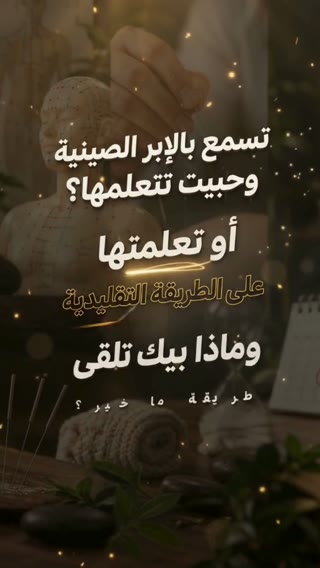 تسمع بالإبر الصينية
وحبيت تتعلمها؟
أو تعلمتها
على الطريقة التقليدية
وماذا بيك تلقى
طريقة ما خير؟